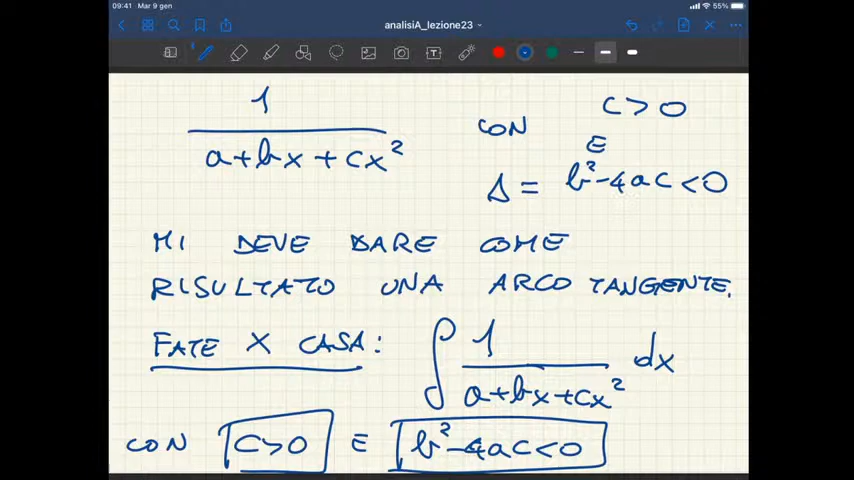 09:41 Mar 9 gen
55%
analisiA_lezione23
1
a+bx+cx²
CON
C>0
E
Δ = b²-4ac<0
MI DEVE DARE COME
RISULTATO UNA ARCO TANGENTE.
FATE X CASA: ∫ 1 / a+bx+cx² dx
CON C>0 E b²-4ac<0